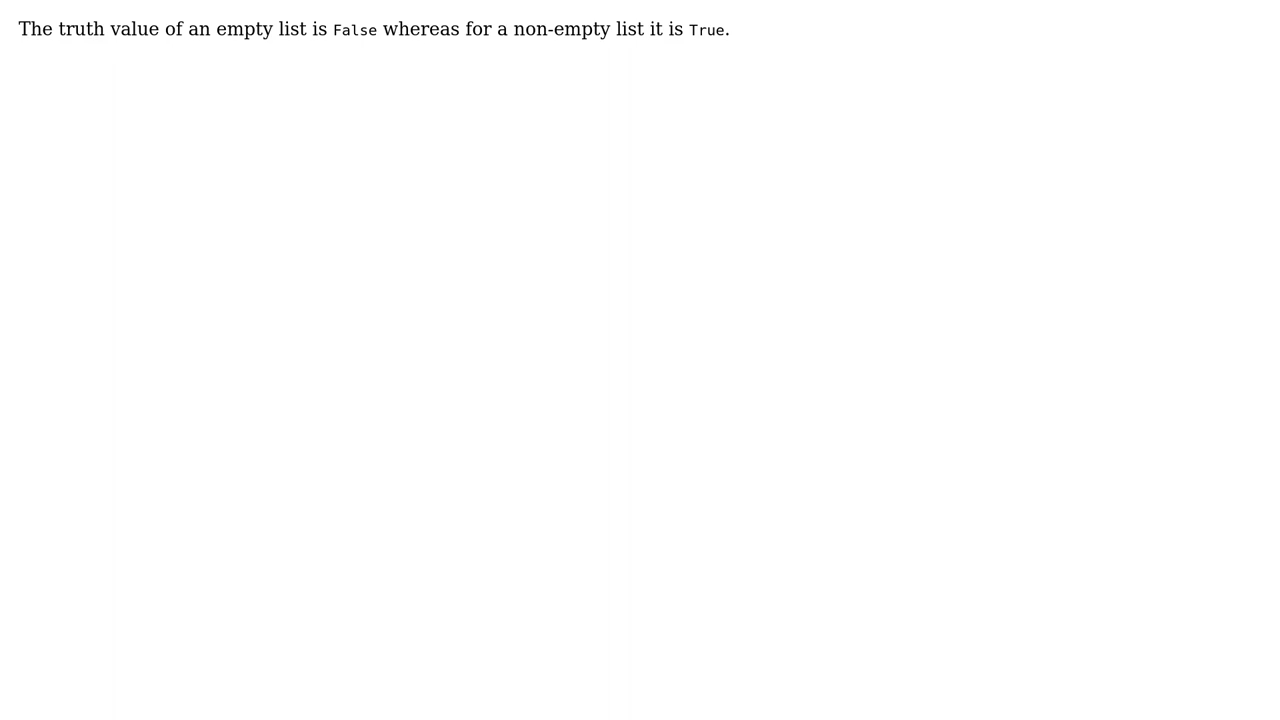 The truth value of an empty list is False whereas for a non-empty list it is True.